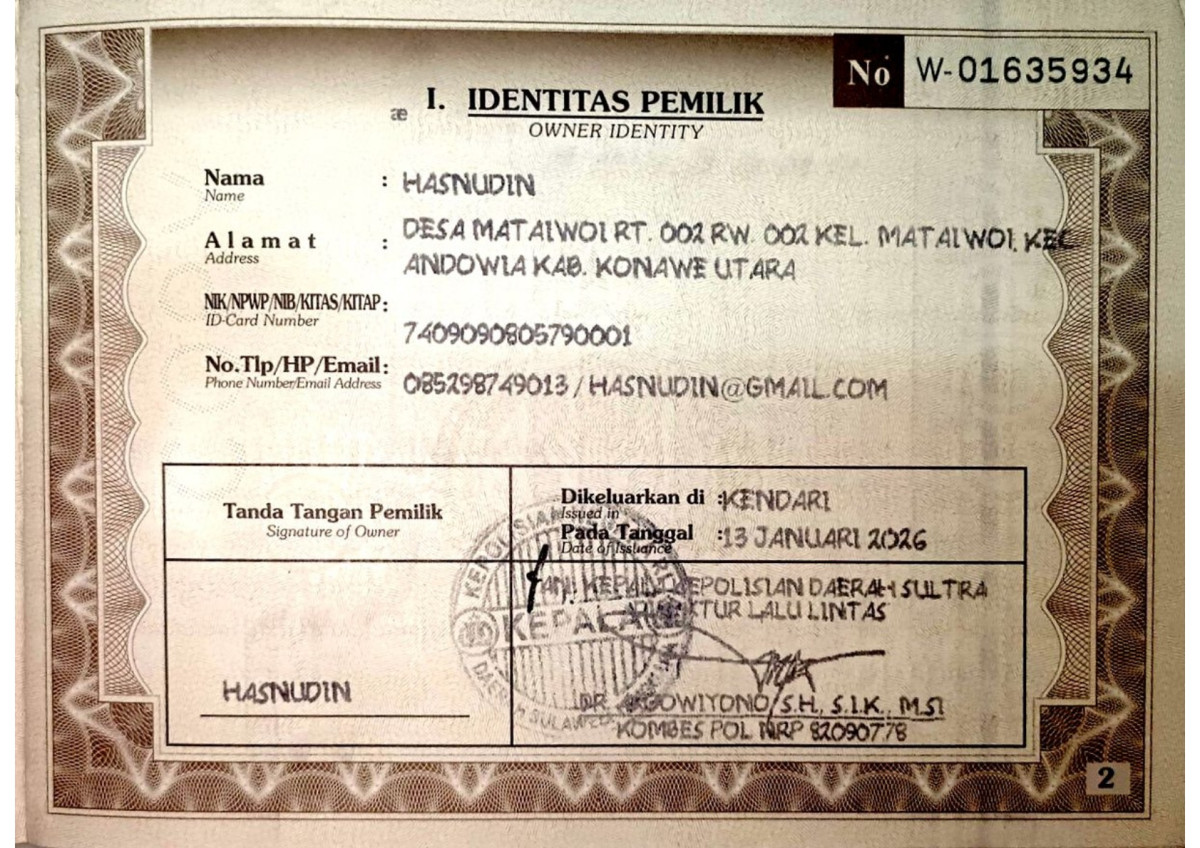 No W-01635934
I. IDENTITAS PEMILIK
æ
OWNER IDENTITY
Nama : HASNUDIN
Name
Alamat : DESA MATAIWOI RT. 002 RW. 002 KEL. MATAIWOI, KEC
Address
ANDOWIA KAB. KONAWE UTARA
NIK/NPWP/NIB/KITAS/KITAP:
ID-Card Number
7409090805790001
No.Tlp/HP/Email:
Phone Number/Email Address
085298749013 / HASNUDIN@GMAIL.COM
Tanda Tangan Pemilik
Signature of Owner
HASNUDIN
Dikeluarkan di : KENDARI
Issued in
Pada Tanggal : 13 JANUARI 2026
Date of Issuance
KEPOLISIAN DAERAH SULTRA
LALU LINTAS
KEPALA
DR. S.H, S.I.K., M.SI
KOMBES POL NRP 82090778
2